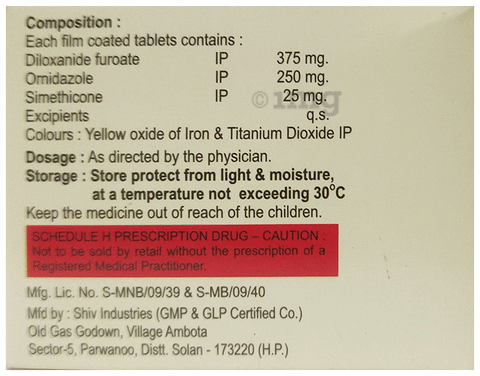 Composition :
Each film coated tablets contains :
Diloxanide furoate IP 375 mg.
Ornidazole IP 250 mg.
Simethicone IP 25 mg.
Excipients q.s.
©1mg
Colours : Yellow oxide of Iron & Titanium Dioxide IP
Dosage : As directed by the physician.
Storage : Store protect from light & moisture,
at a temperature not exceeding 30°C
Keep the medicine out of reach of the children.
SCHEDULE H PRESCRIPTION DRUG – CAUTION :
Not to be sold by retail without the prescription of a
Registered Medical Practitioner.
Mfg. Lic. No. S-MNB/09/39 & S-MB/09/40
Mfd by : Shiv Industries (GMP & GLP Certified Co.)
Old Gas Godown, Village Ambota
Sector-5, Parwanoo, Distt. Solan - 173220 (H.P.)